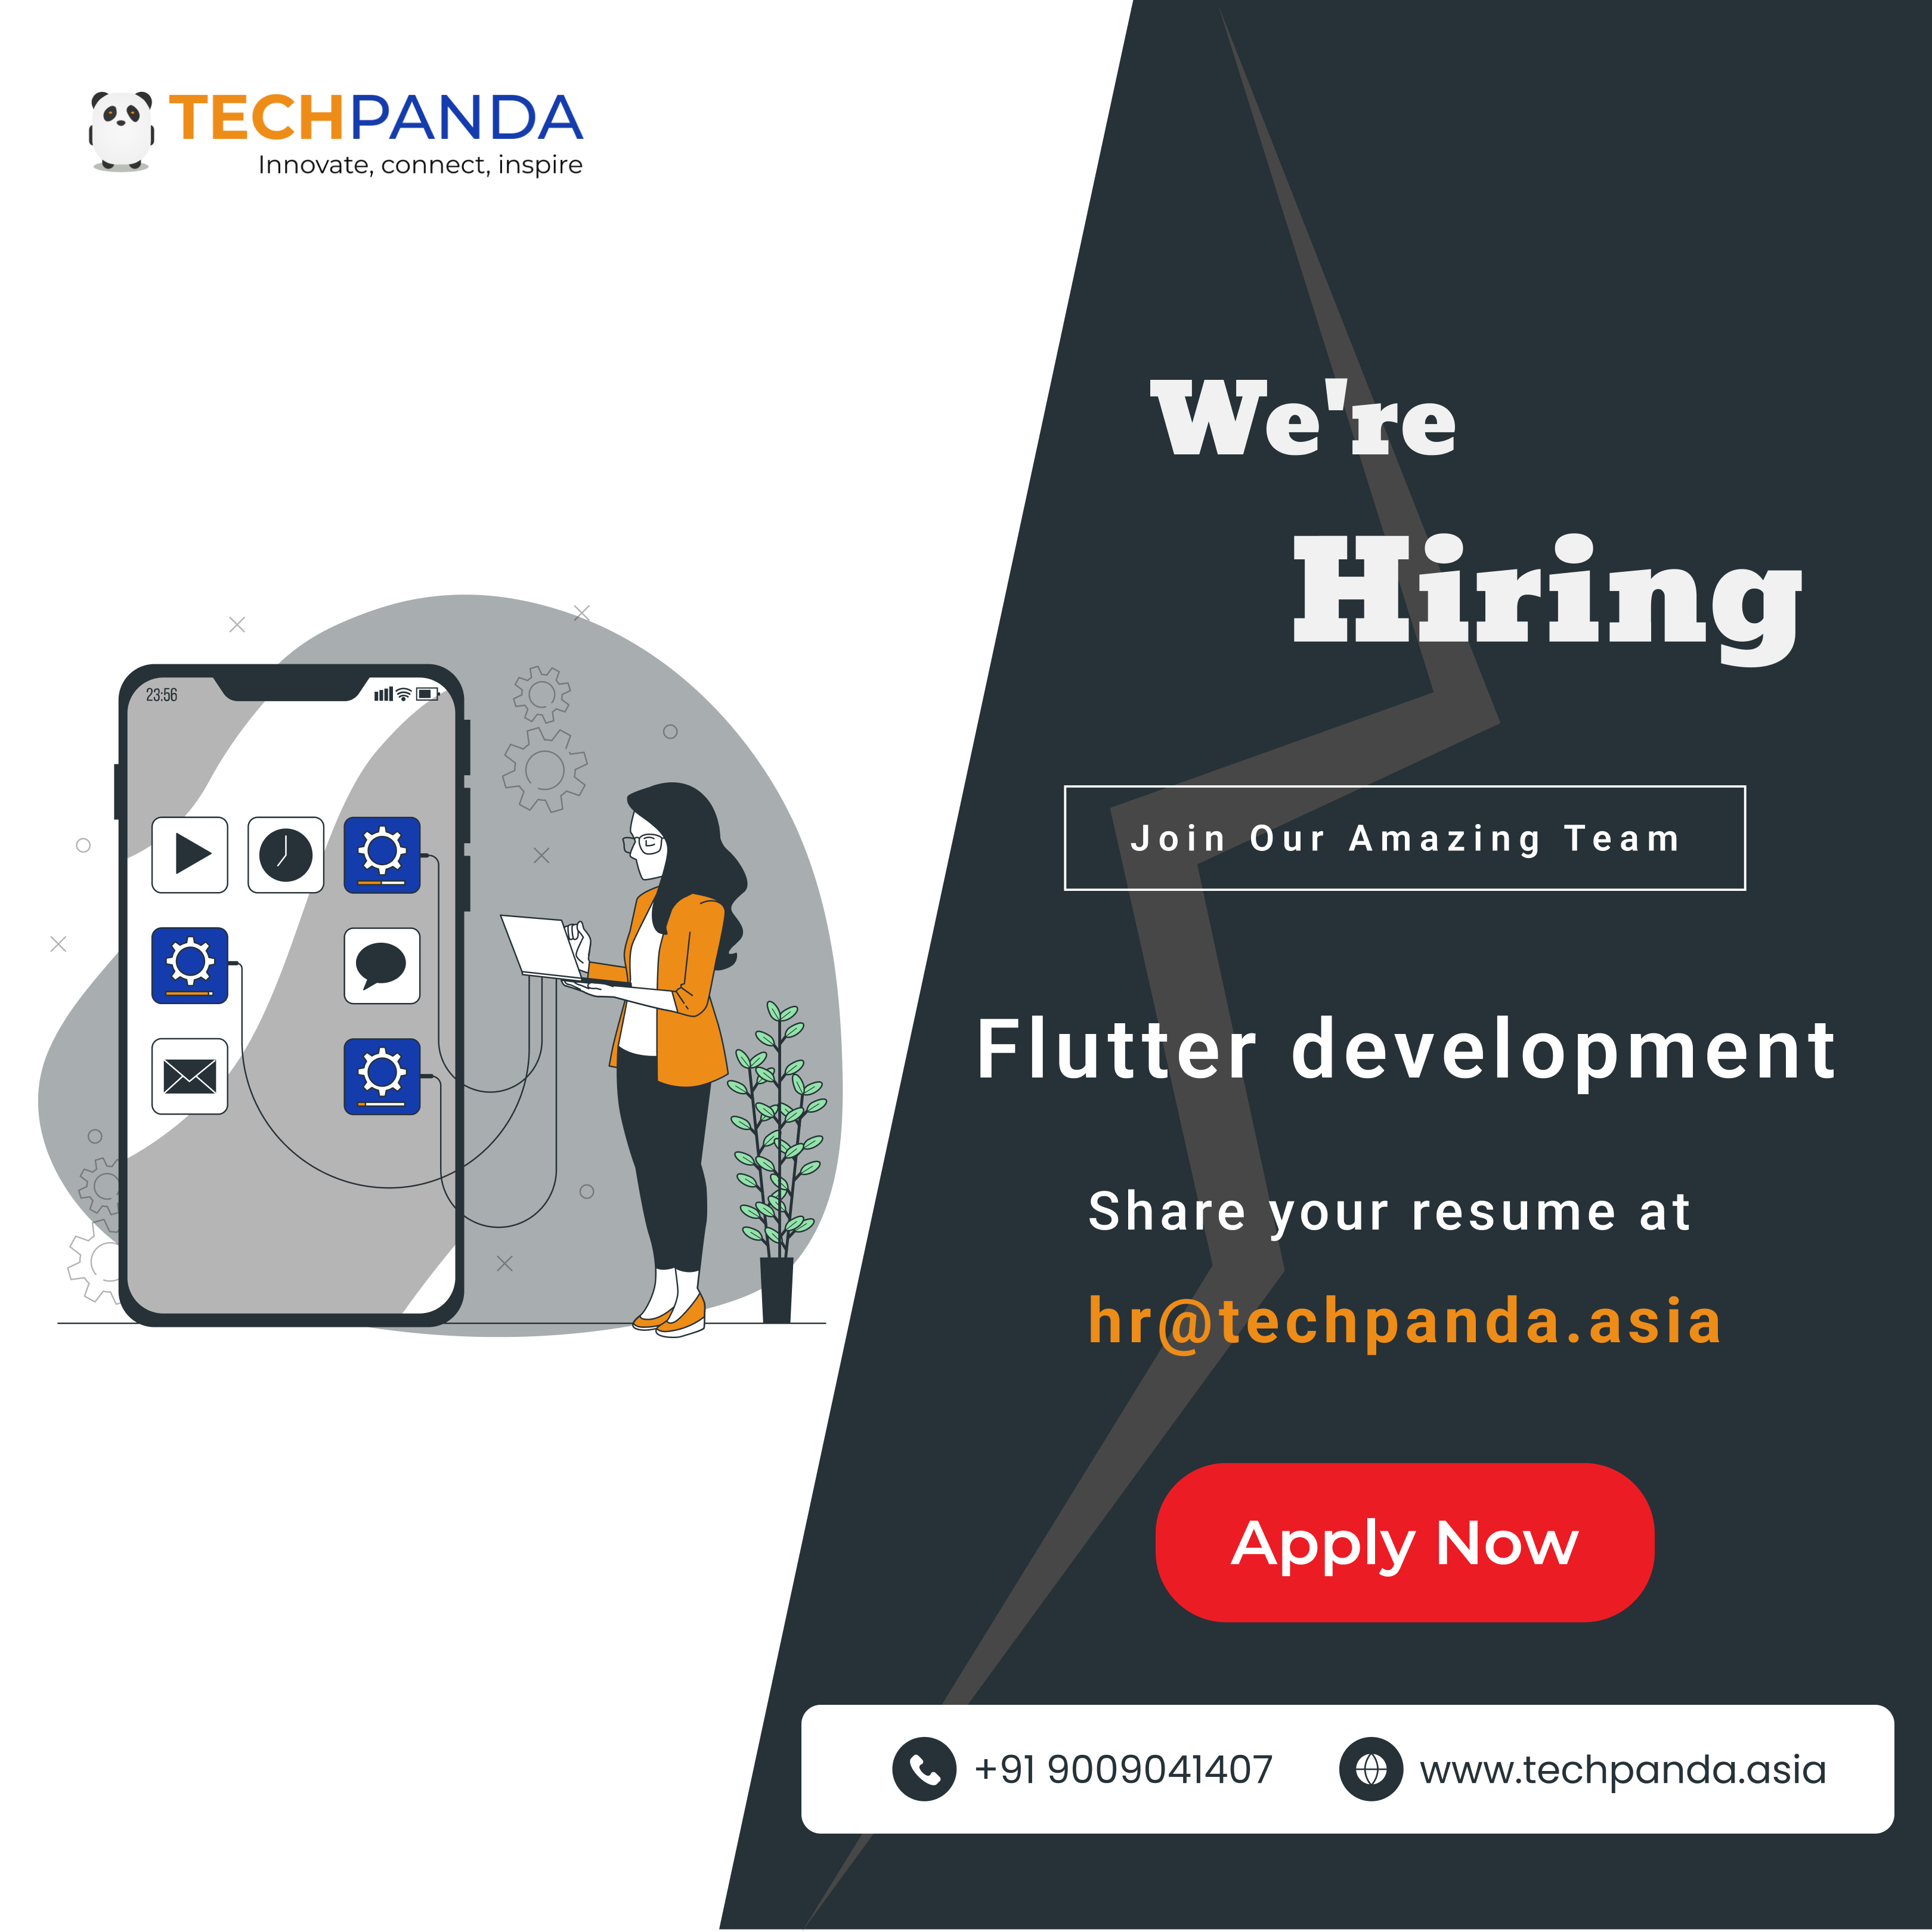 TECHPANDA
Innovate, connect, inspire
We're
Hiring
23:56
Join Our Amazing Team
Flutter development
Share your resume at
hr@techpanda.asia
Apply Now
+91 9009041407
www.techpanda.asia